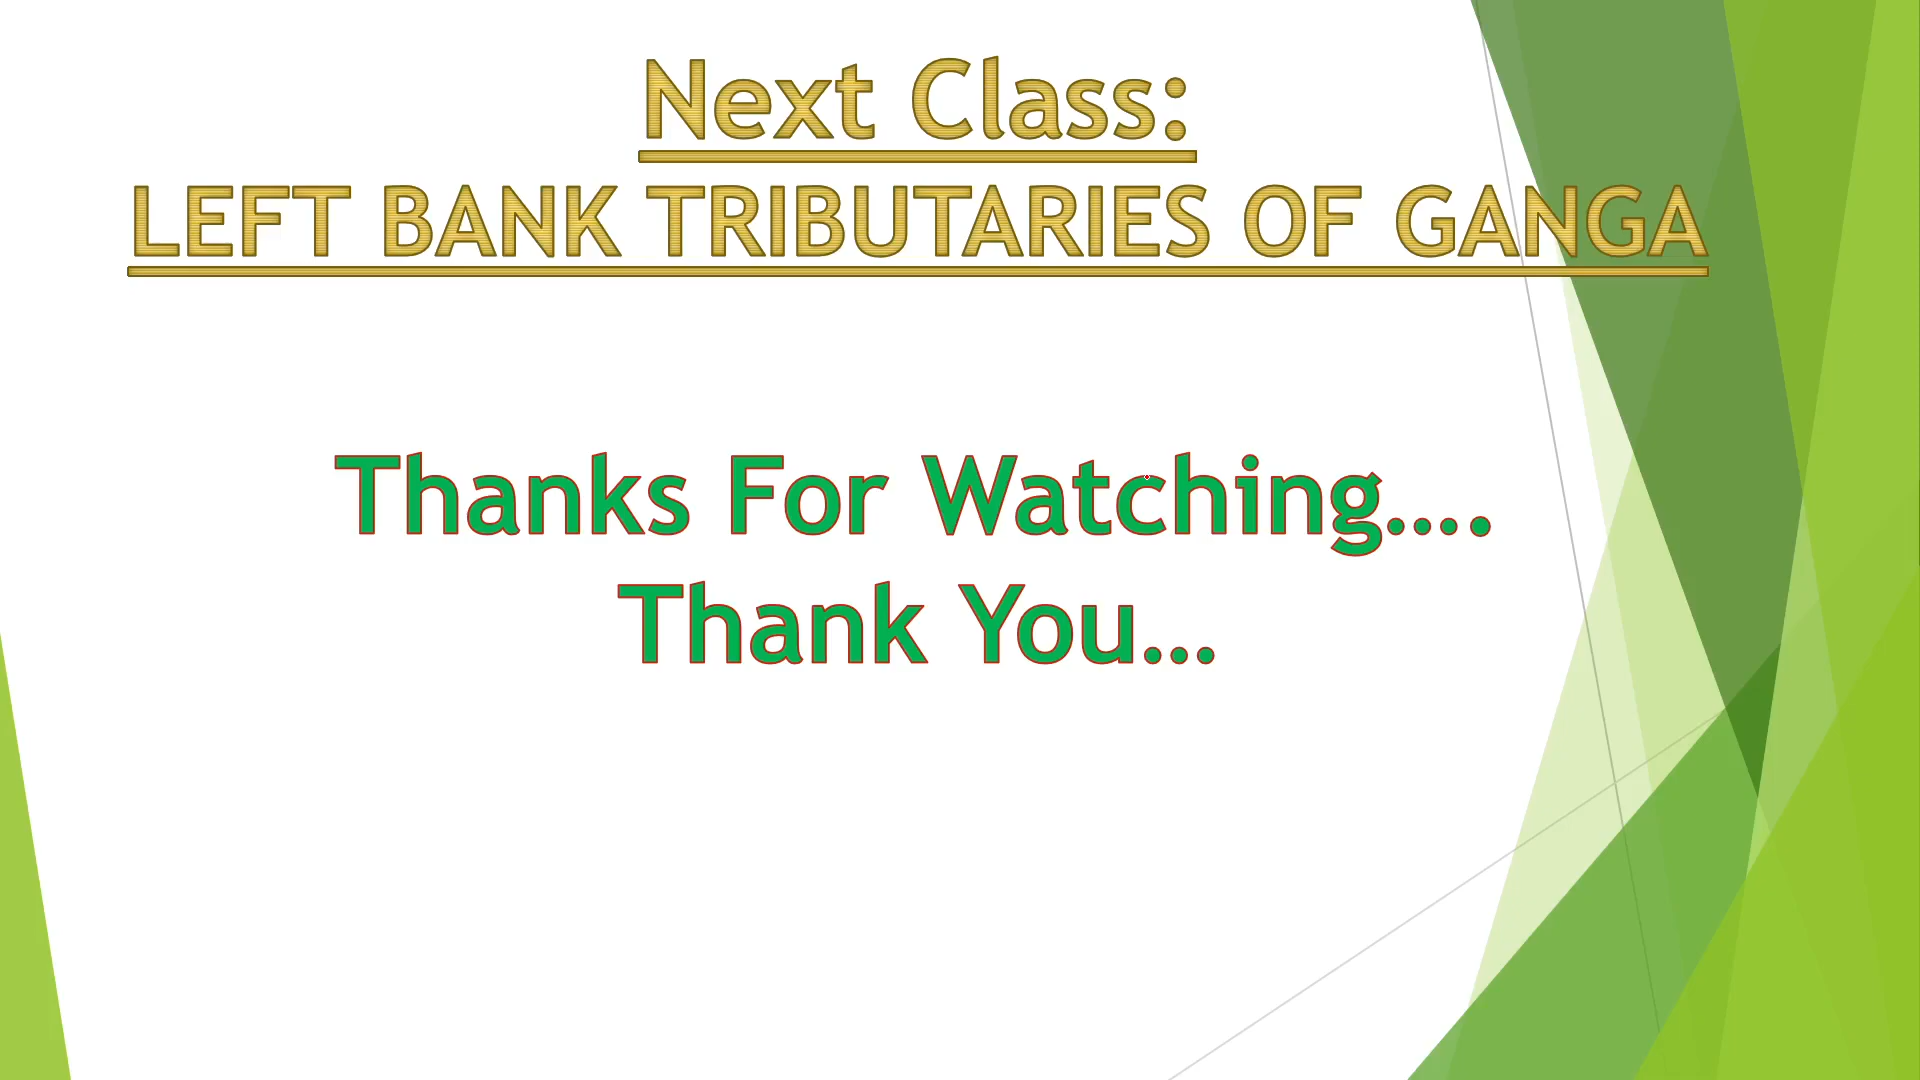 Next Class:
LEFT BANK TRIBUTARIES OF GANGA
Thanks For Watching....
Thank You...